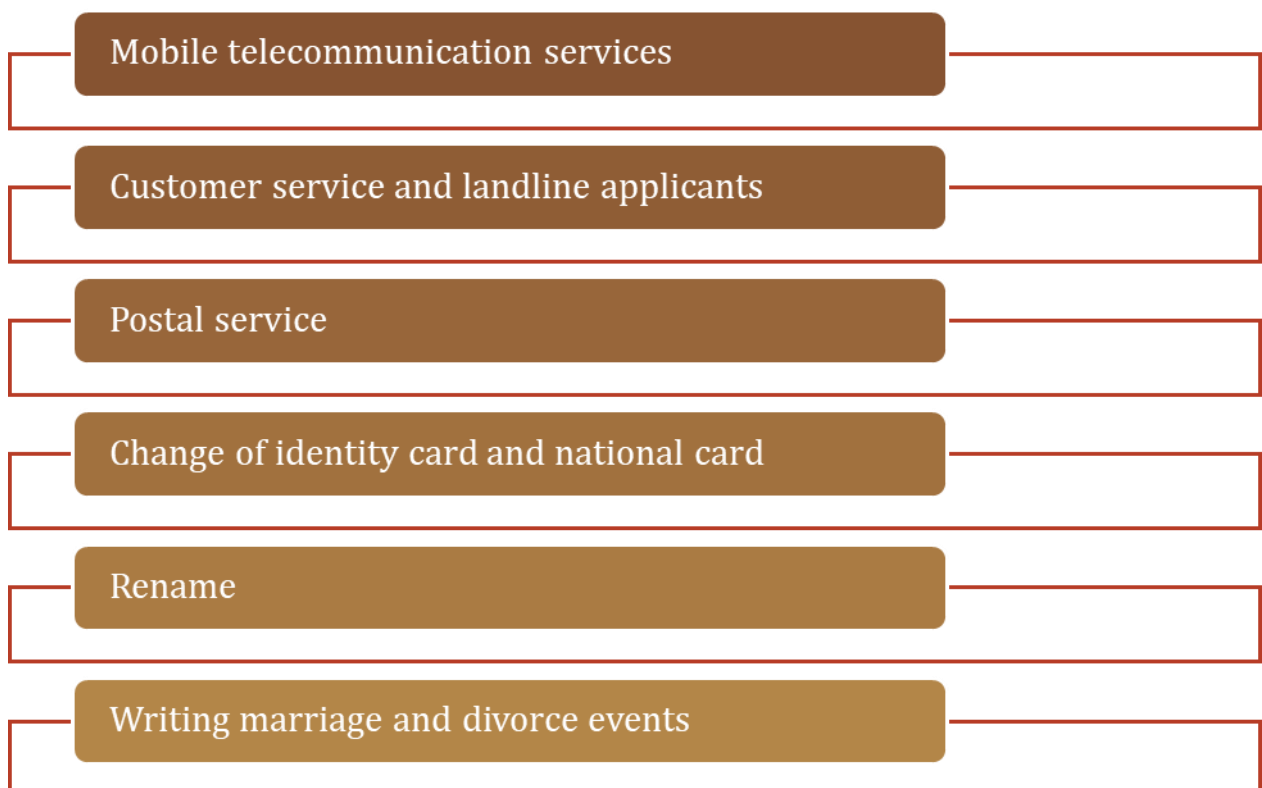 Mobile telecommunication services
Customer service and landline applicants
Postal service
Change of identity card and national card
Rename
Writing marriage and divorce events